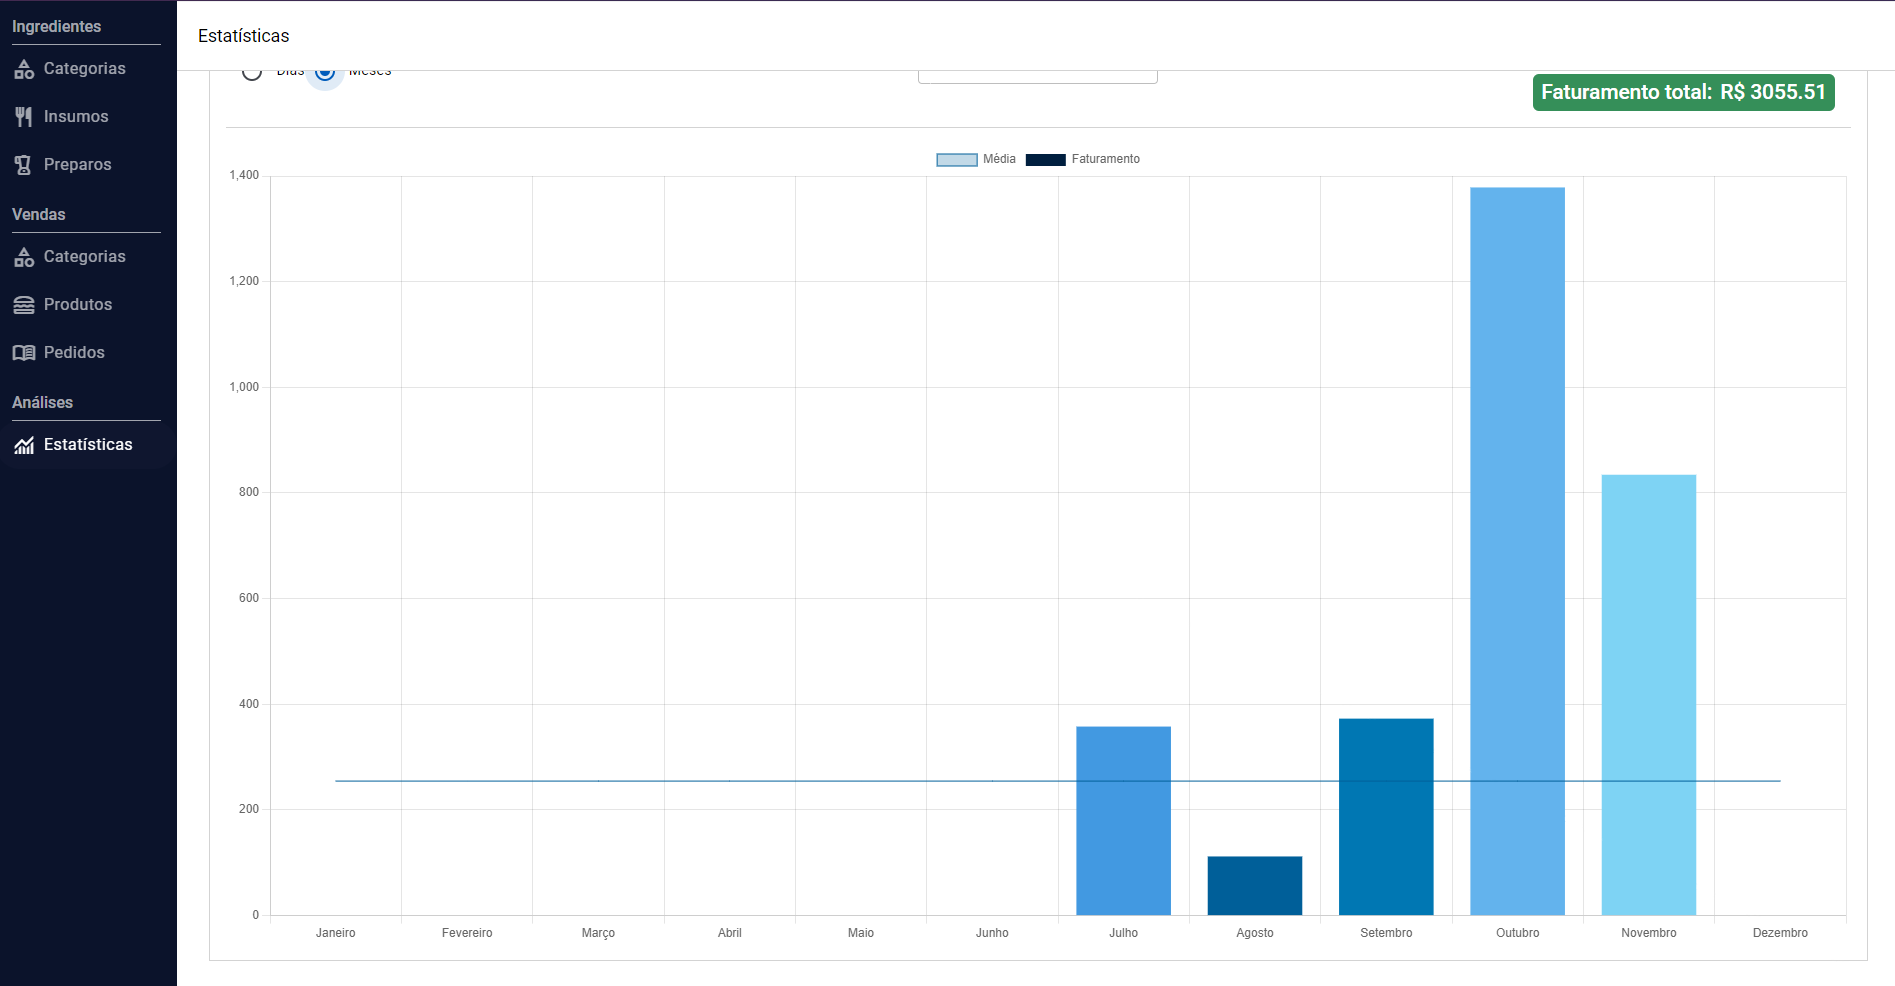 Ingredientes
Categorias
Insumos
Preparos
Vendas
Categorias
Produtos
Pedidos
Análises
Estatísticas
Estatísticas
Dias
Meses
Faturamento total: R$ 3055.51
Média
Faturamento
1,400
1,200
1,000
800
600
400
200
0
Janeiro
Fevereiro
Março
Abril
Maio
Junho
Julho
Agosto
Setembro
Outubro
Novembro
Dezembro